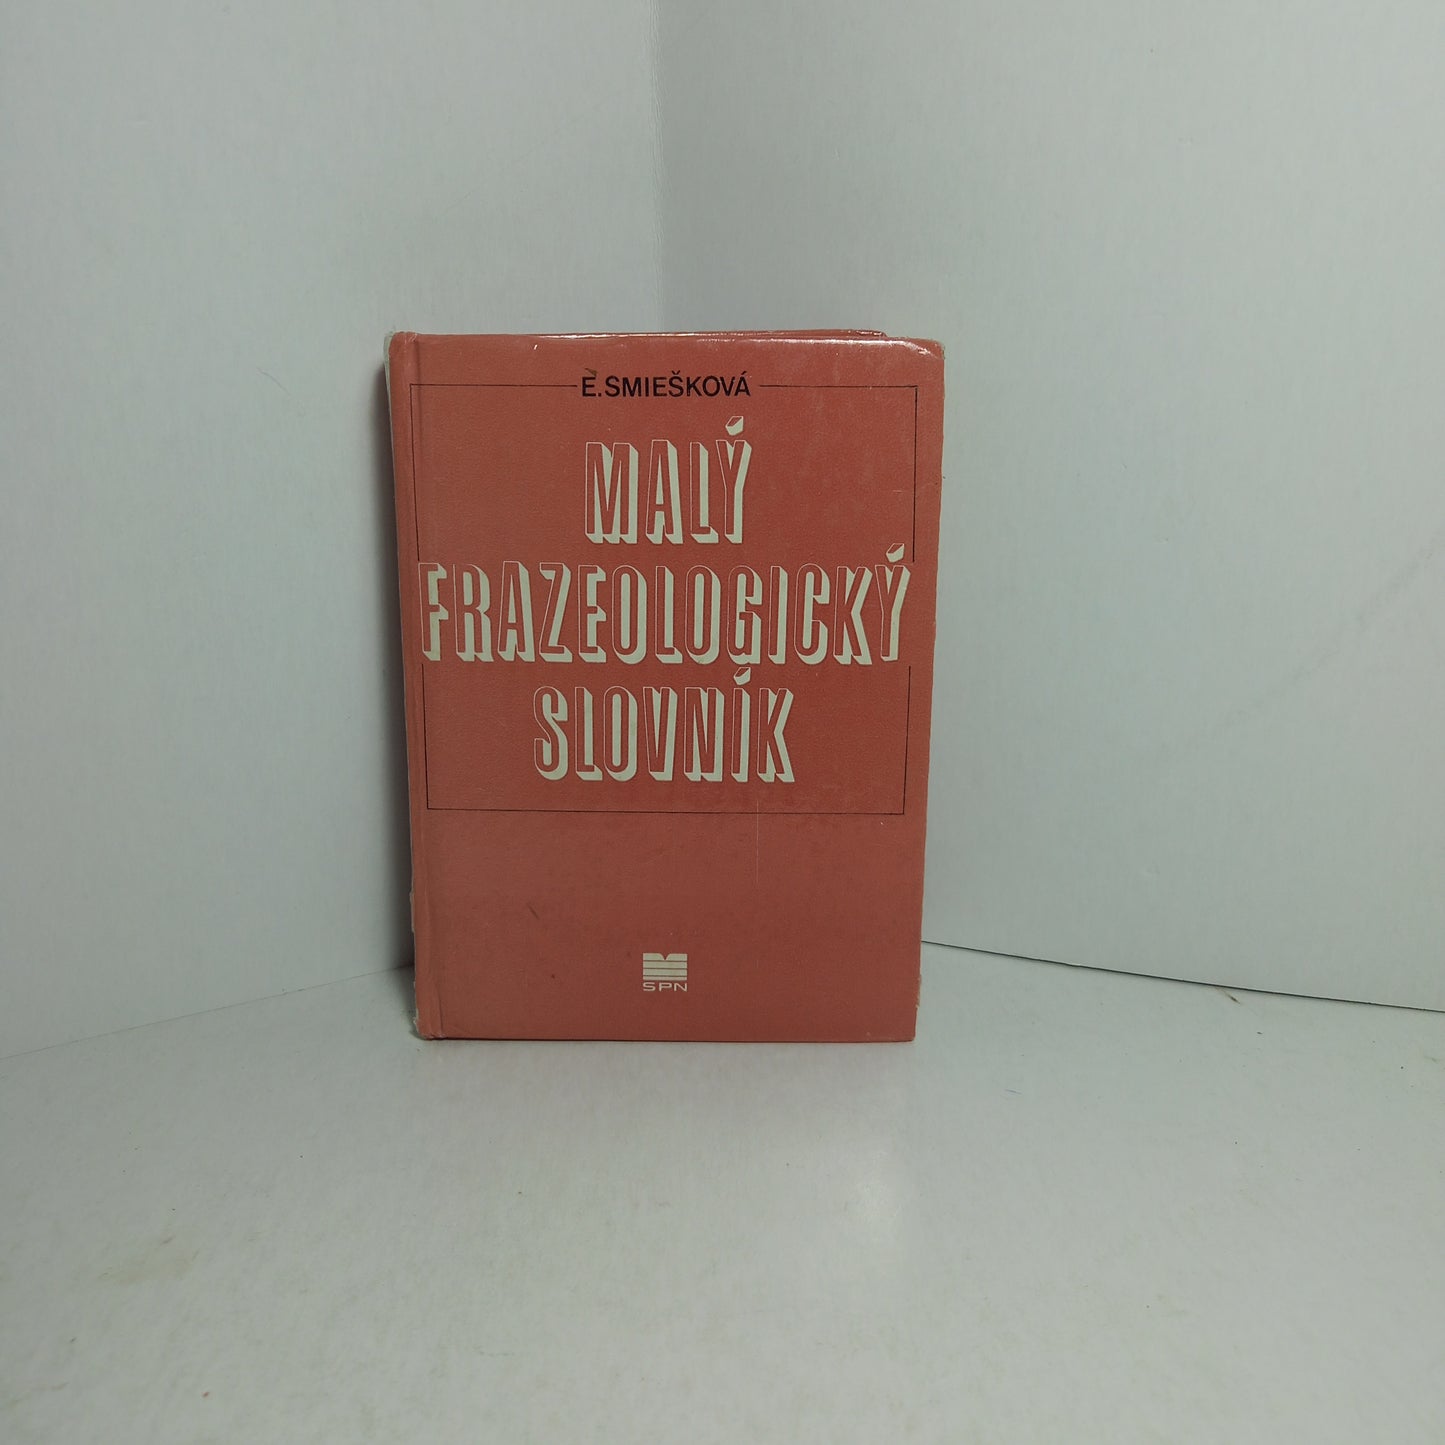 E.SMIEŠKOVÁ
MALÝ
FRAZEOLOGICKÝ
SLOVNÍK
SPN